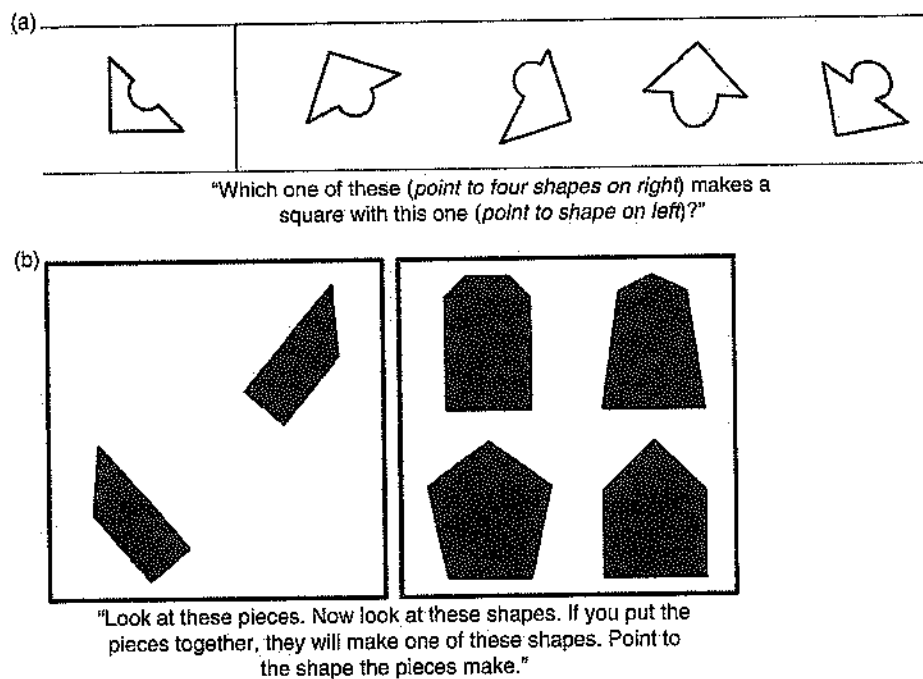 (a)
"Which one of these (point to four shapes on right) makes a
square with this one (point to shape on left)?"
(b)
"Look at these pieces. Now look at these shapes. If you put the
pieces together, they will make one of these shapes. Point to
the shape the pieces make."